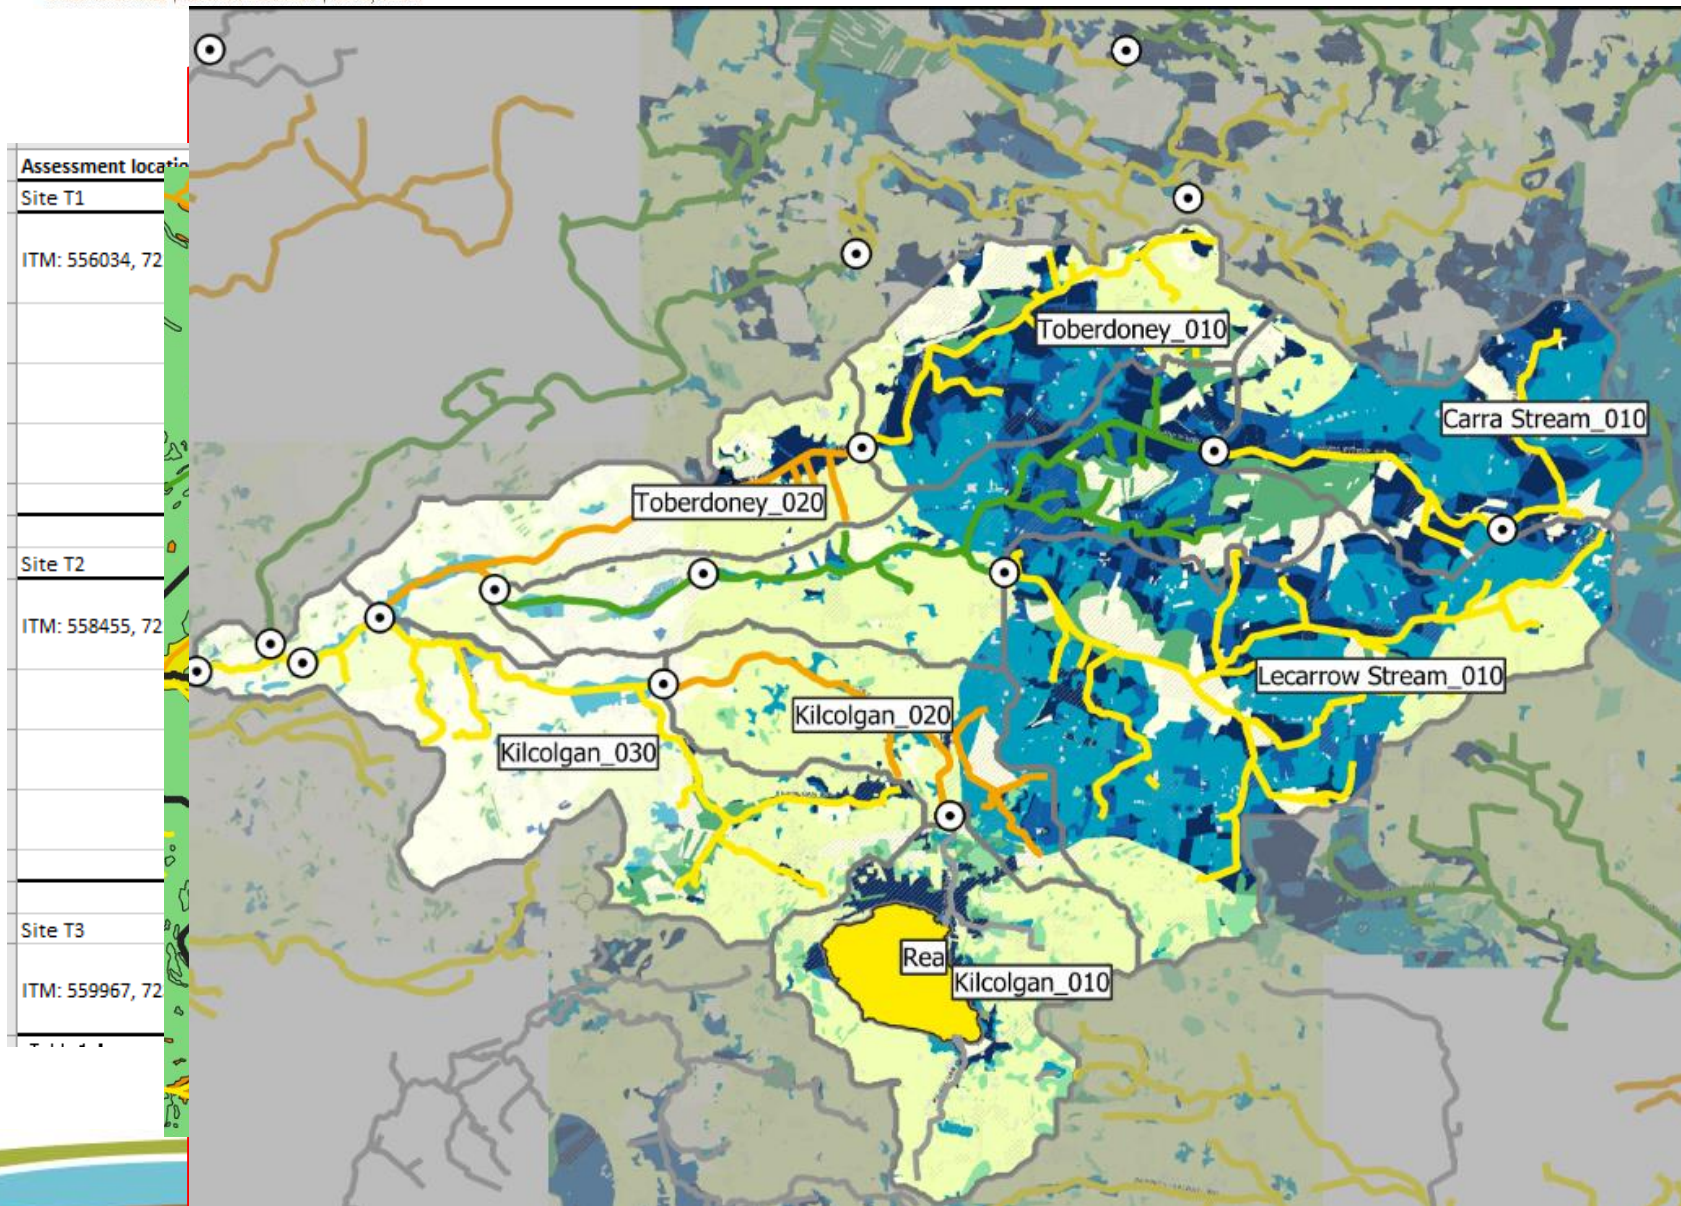 Assessment locatio
Site T1
ITM: 556034, 72
Site T2
ITM: 558455, 72
Site T3
ITM: 559967, 72
Toberdoney_010
Carra Stream_010
Toberdoney_020
Lecarrow Stream_010
Kilcolgan_020
Kilcolgan_030
Rea
Kilcolgan_010